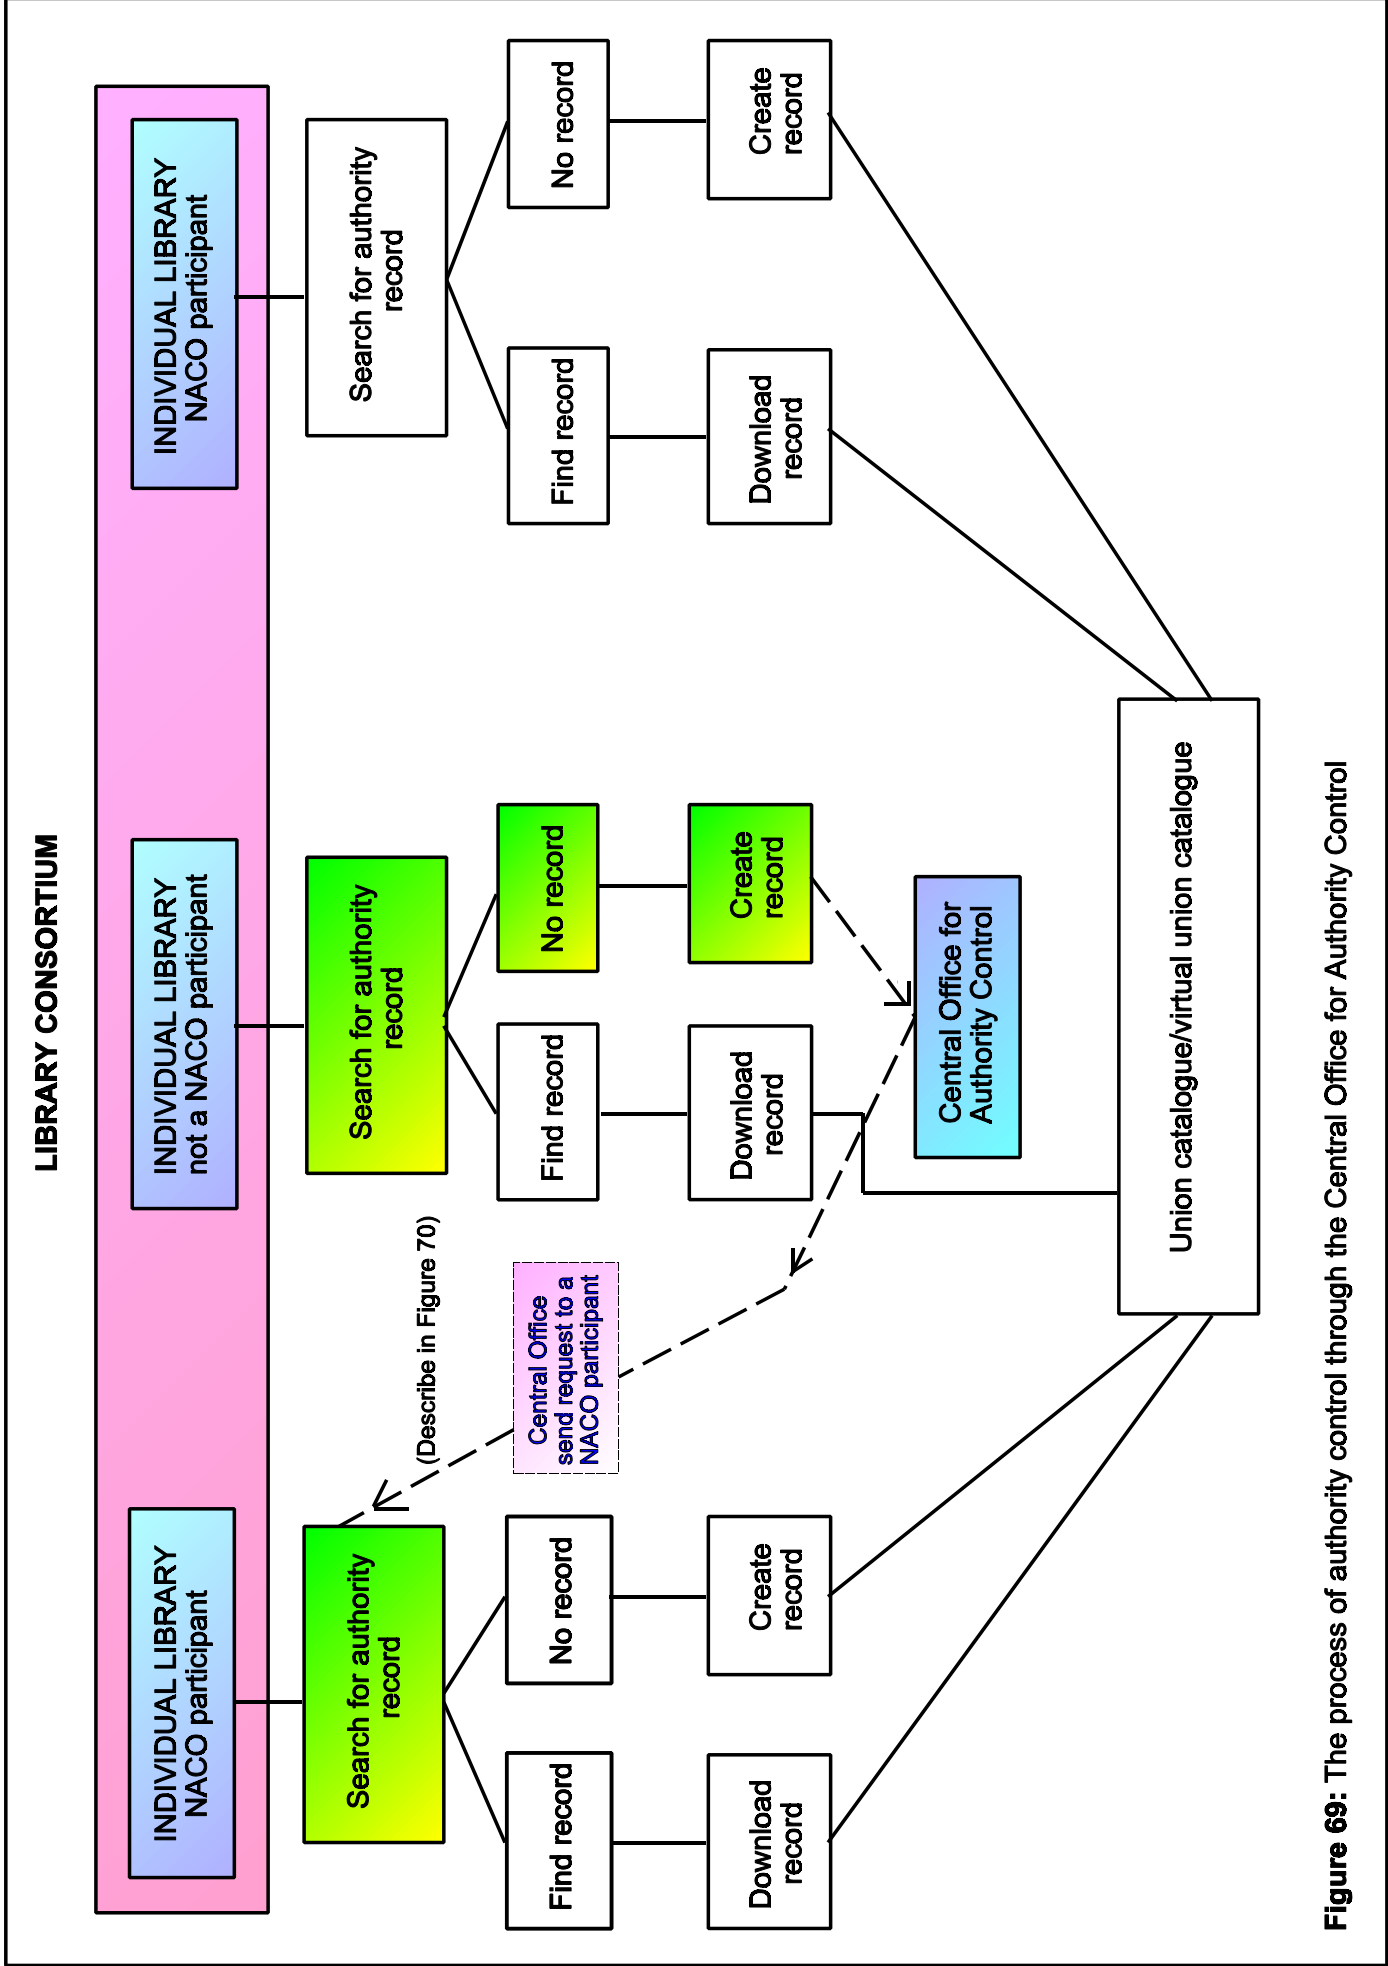 LIBRARY CONSORTIUM
INDIVIDUAL LIBRARY
NACO participant
INDIVIDUAL LIBRARY
not a NACO participant
INDIVIDUAL LIBRARY
NACO participant
Search for authority
record
Search for authority
record
Search for authority
record
(Describe in Figure 70)
Find record
No record
Central Office
send request to a
NACO participant
Find record
No record
Find record
No record
Download
record
Create
record
Download
record
Create
record
Download
record
Create
record
Central Office for
Authority Control
Union catalogue/virtual union catalogue
Figure 69: The process of authority control through the Central Office for Authority Control